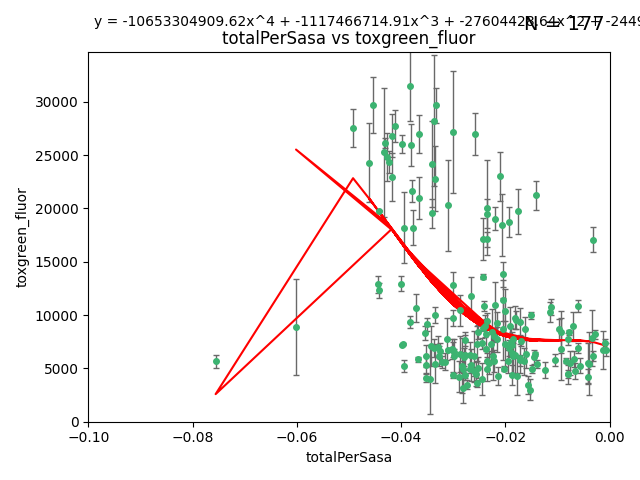 y = -10653304909.62x^4 + -1117466714.91x^3 +
N = 177
totalPerSasa vs toxgreen_fluor
toxgreen_fluor
30000
25000
20000
15000
10000
5000
0
−0.10 −0.08 −0.06 −0.04 −0.02 0.00
totalPerSasa